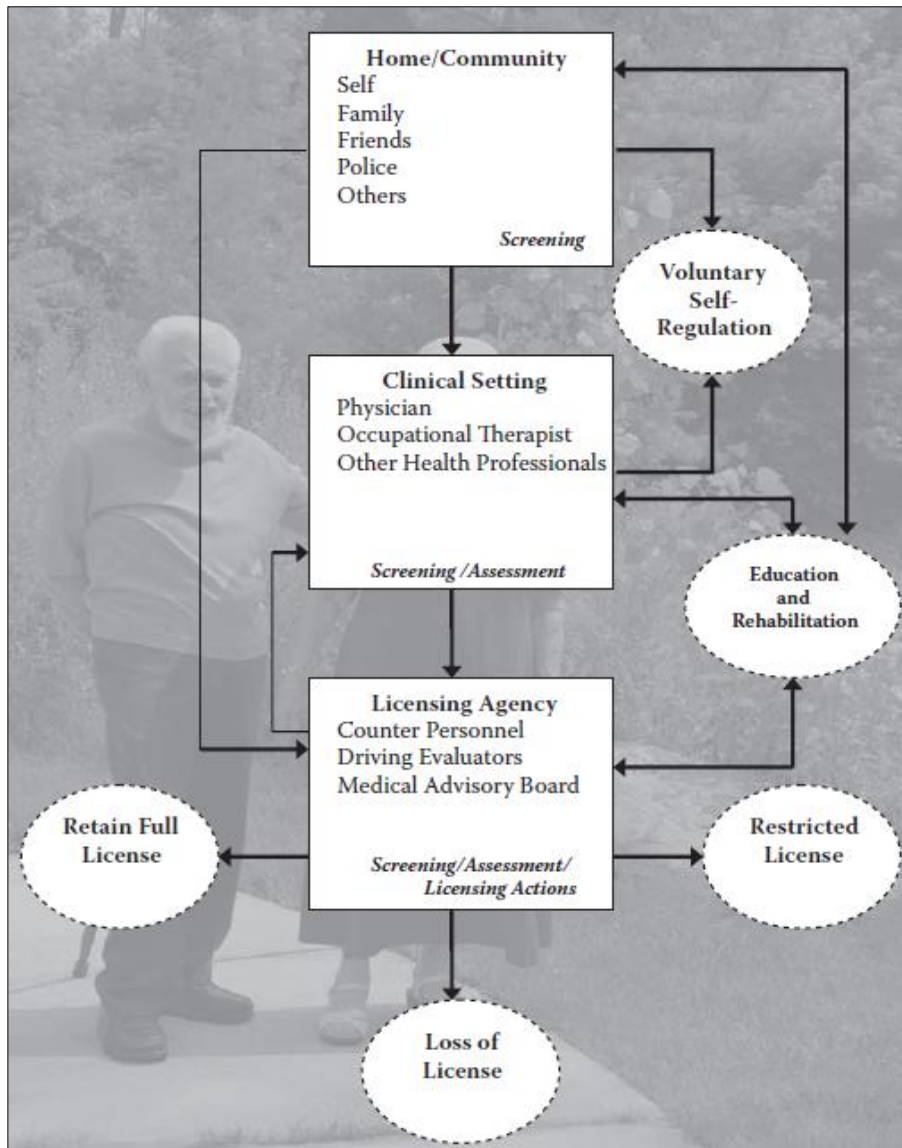 Home/Community
Self
Family
Friends
Police
Others
Screening
Voluntary
Self-
Regulation
Clinical Setting
Physician
Occupational Therapist
Other Health Professionals
Screening /Assessment
Education
and
Rehabilitation
Licensing Agency
Counter Personnel
Driving Evaluators
Medical Advisory Board
Screening/Assessment/
Licensing Actions
Retain Full
License
Restricted
License
Loss of
License